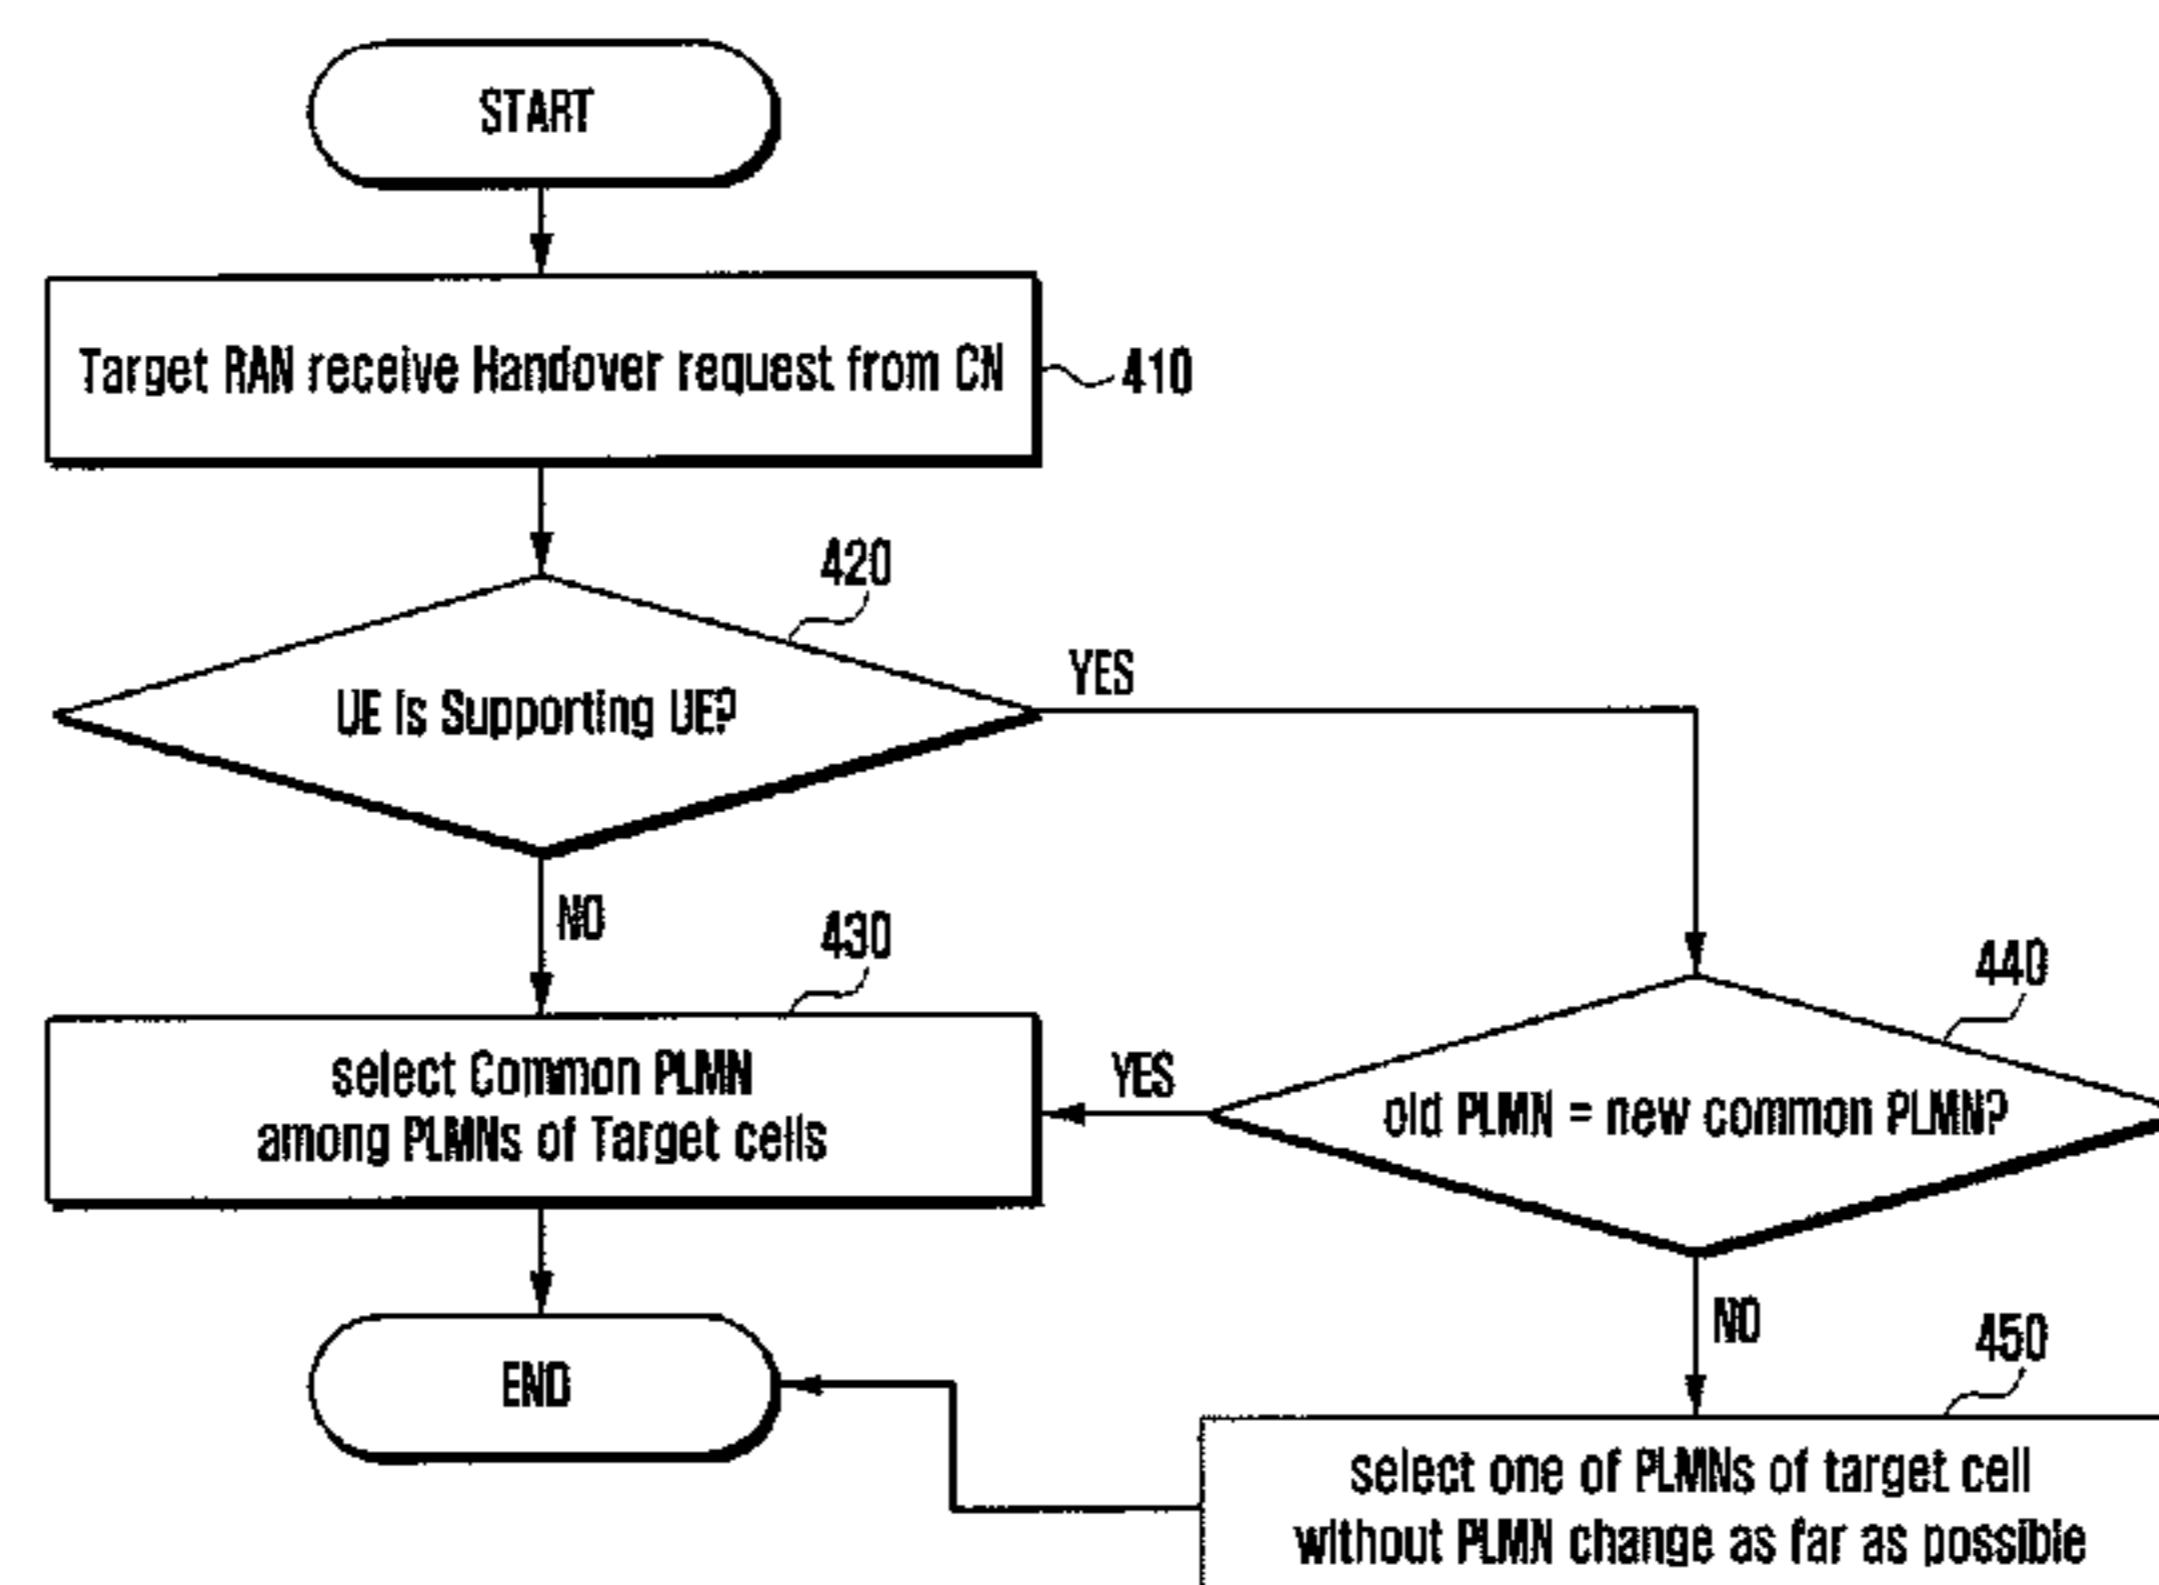 START
Target RAN receive Handover request from CN
410
420
UE is Supporting UE?
YES
NO
430
select Common PLMN
among PLMNs of Target cells
YES
440
old PLMN = new common PLMN?
NO
END
450
select one of PLMNs of target cell
without PLMN change as far as possible